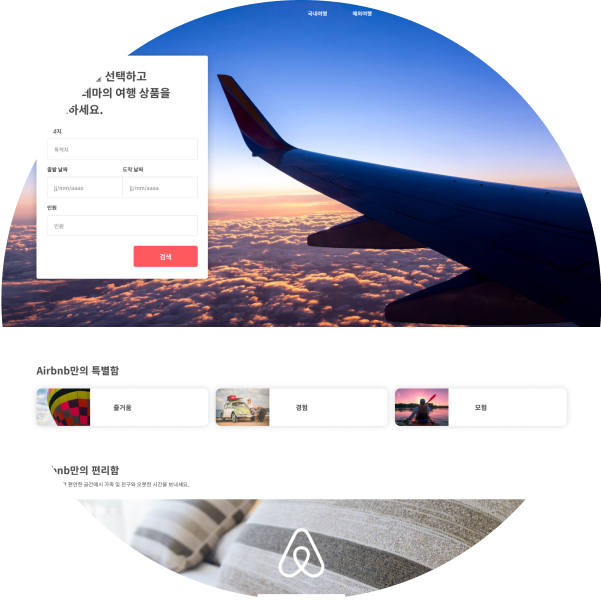 국내여행 해외여행
선택하고
테마의 여행 상품을
하세요.
목적지
출발 날짜 도착 날짜
jj/mm/aaaa jj/mm/aaaa
인원
인원
검색
Airbnb만의 특별함
즐거움 경험 모험
nb만의 편리함
편안한 공간에서 가족 및 친구와 오붓한 시간을 보내세요.